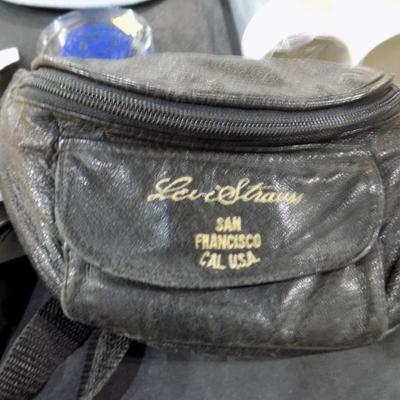 Levi Strauss
SAN
FRANCISCO
CAL U.S.A.